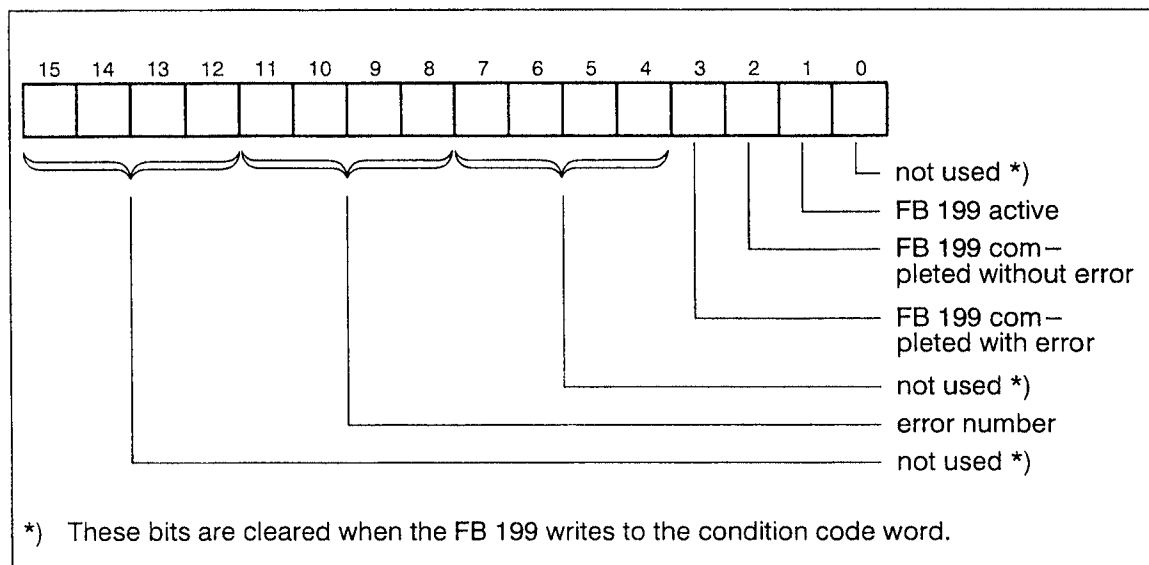 15 14 13 12 11 10 9 8 7 6 5 4 3 2 1 0
not used *)
FB 199 active
FB 199 com–
pleted without error
FB 199 com–
pleted with error
not used *)
error number
not used *)
*) These bits are cleared when the FB 199 writes to the condition code word.